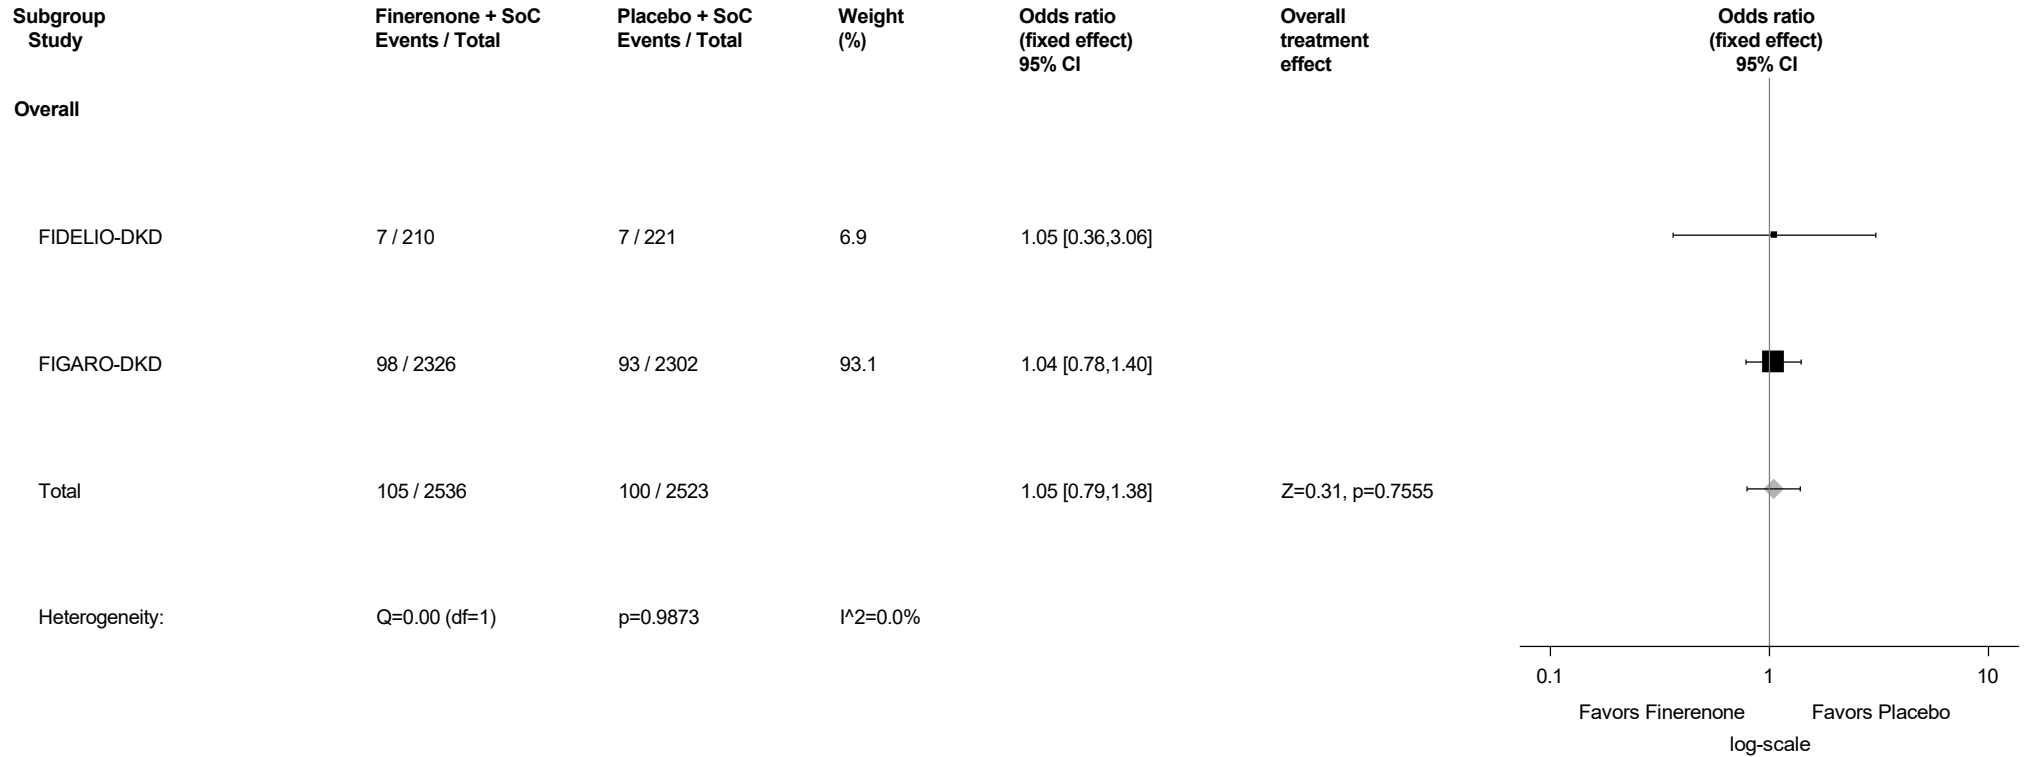 Subgroup Finerenone + SoC Placebo + SoC Weight Odds ratio Overall Odds ratio
Study Events / Total Events / Total (%) (fixed effect) treatment (fixed effect)
95% CI effect 95% CI
Overall
FIDELIO-DKD 7 / 210 7 / 221 6.9 1.05 [0.36,3.06]
FIGARO-DKD 98 / 2326 93 / 2302 93.1 1.04 [0.78,1.40]
Total 105 / 2536 100 / 2523 1.05 [0.79,1.38] Z=0.31, p=0.7555
Heterogeneity: Q=0.00 (df=1) p=0.9873 I^2=0.0%
0.1 1 10
Favors Finerenone Favors Placebo
log-scale